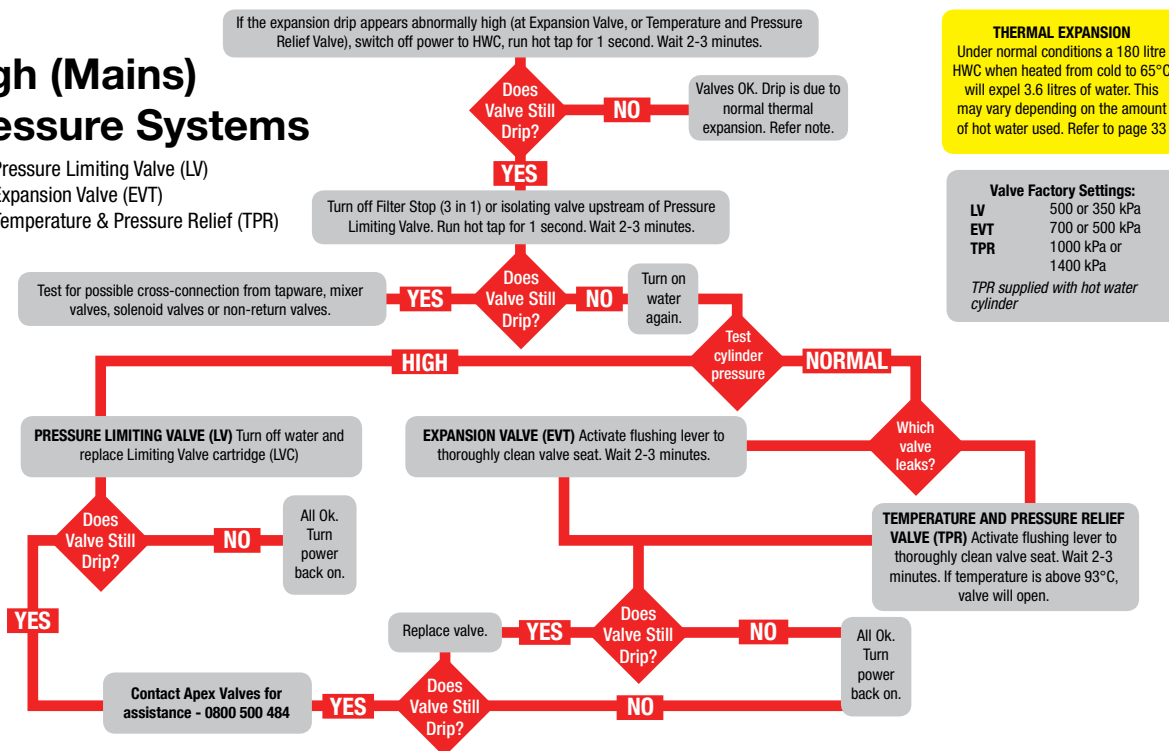 If the expansion drip appears abnormally high (at Expansion Valve, or Temperature and Pressure
Relief Valve), switch off power to HWC, run hot tap for 1 second. Wait 2-3 minutes.
THERMAL EXPANSION
Under normal conditions a 180 litre
HWC when heated from cold to 65°C
will expel 3.6 litres of water. This
may vary depending on the amount
of hot water used. Refer to page 33
gh (Mains)
essure Systems
Pressure Limiting Valve (LV)
Expansion Valve (EVT)
Temperature & Pressure Relief (TPR)
Does
Valve Still
Drip?
NO
Valves OK. Drip is due to
normal thermal
expansion. Refer note.
YES
Valve Factory Settings:
LV 500 or 350 kPa
EVT 700 or 500 kPa
TPR 1000 kPa or
1400 kPa
TPR supplied with hot water
cylinder
Turn off Filter Stop (3 in 1) or isolating valve upstream of Pressure
Limiting Valve. Run hot tap for 1 second. Wait 2-3 minutes.
Test for possible cross-connection from tapware, mixer
valves, solenoid valves or non-return valves.
YES
Does
Valve Still
Drip?
NO
Turn on
water
again.
Test
cylinder
pressure
HIGH
NORMAL
PRESSURE LIMITING VALVE (LV) Turn off water and
replace Limiting Valve cartridge (LVC)
EXPANSION VALVE (EVT) Activate flushing lever to
thoroughly clean valve seat. Wait 2-3 minutes.
Which
valve
leaks?
Does
Valve Still
Drip?
NO
All Ok.
Turn
power
back on.
TEMPERATURE AND PRESSURE RELIEF
VALVE (TPR) Activate flushing lever to
thoroughly clean valve seat. Wait 2-3
minutes. If temperature is above 93°C,
valve will open.
YES
Replace valve.
YES
Does
Valve Still
Drip?
NO
All Ok.
Turn
power
back on.
Contact Apex Valves for
assistance - 0800 500 484
YES
Does
Valve Still
Drip?
NO